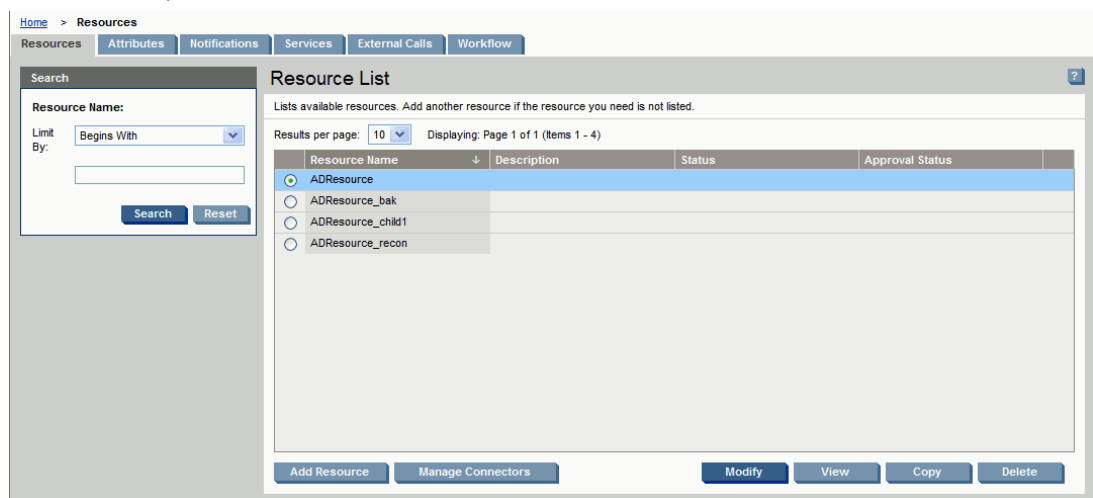 Home > Resources
Resources Attributes Notifications Services External Calls Workflow
Search
Resource Name:
Limit By: Begins With
Search Reset
Resource List ?
Lists available resources. Add another resource if the resource you need is not listed.
Results per page: 10 Displaying: Page 1 of 1 (Items 1 - 4)
Resource Name Description Status Approval Status
ADResource
ADResource_bak
ADResource_child1
ADResource_recon
Add Resource Manage Connectors Modify View Copy Delete